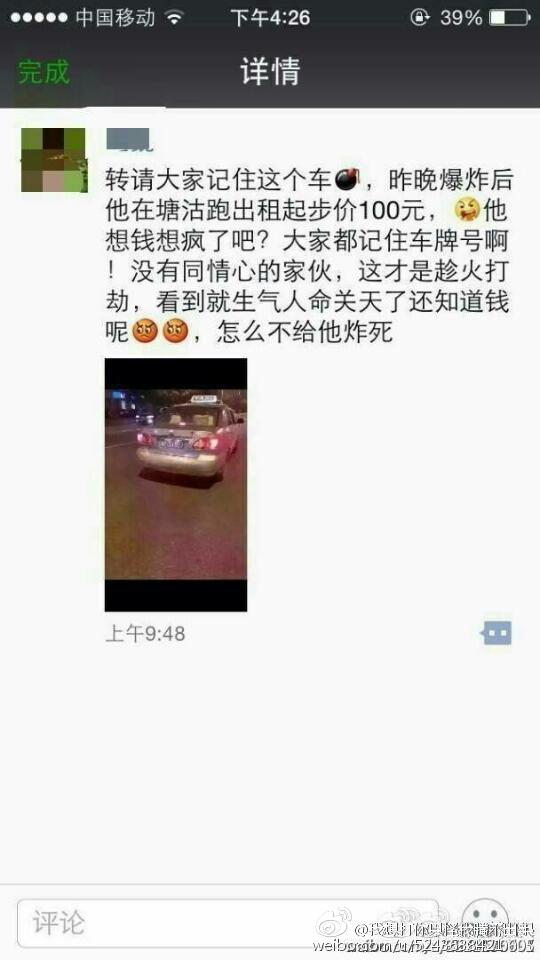 中国移动
下午4:26
39%
完成
详情
转请大家记住这个车💣，昨晚爆炸后
他在塘沽跑出租起步价100元，😜他
想钱想疯了吧？大家都记住车牌号啊
！没有同情心的家伙，这才是趁火打
劫，看到就生气人命关天了还知道钱
呢😡😡，怎么不给他炸死
上午9:48
评论